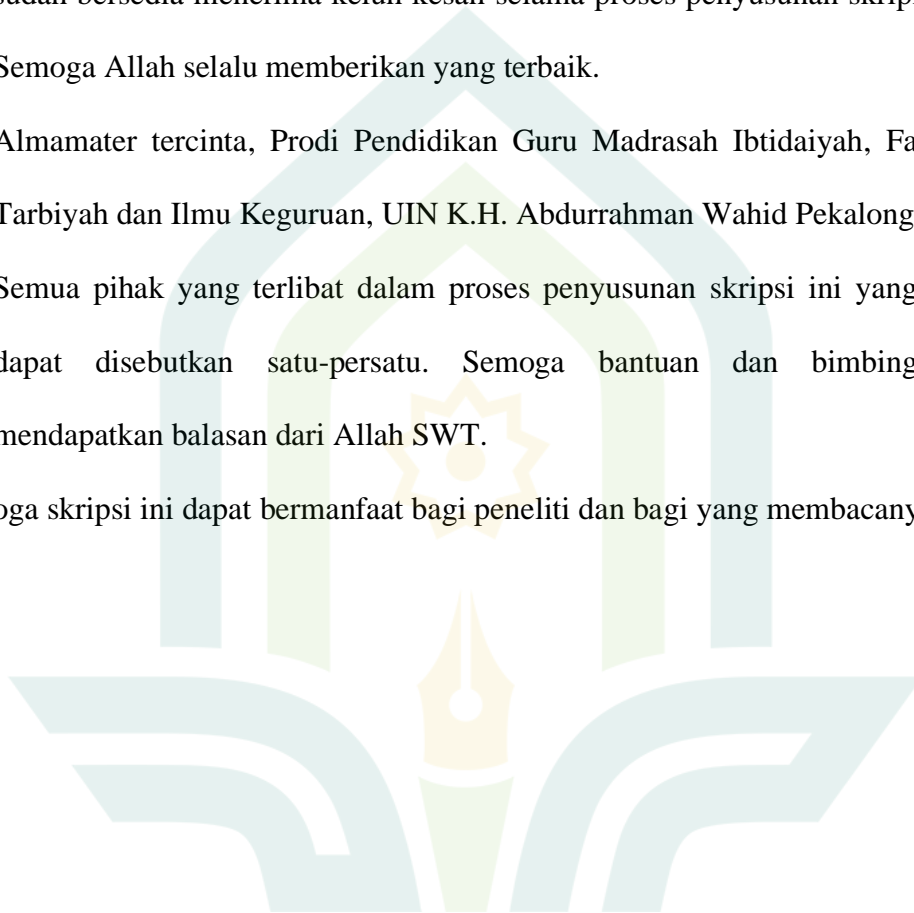 sudah bersedia menerima keluh kesah selama proses penyusunan skripsi
Semoga Allah selalu memberikan yang terbaik.
Almamater tercinta, Prodi Pendidikan Guru Madrasah Ibtidaiyah, Fa
Tarbiyah dan Ilmu Keguruan, UIN K.H. Abdurrahman Wahid Pekalong
Semua pihak yang terlibat dalam proses penyusunan skripsi ini yang
dapat disebutkan satu-persatu. Semoga bantuan dan bimbing
mendapatkan balasan dari Allah SWT.
oga skripsi ini dapat bermanfaat bagi peneliti dan bagi yang membacany